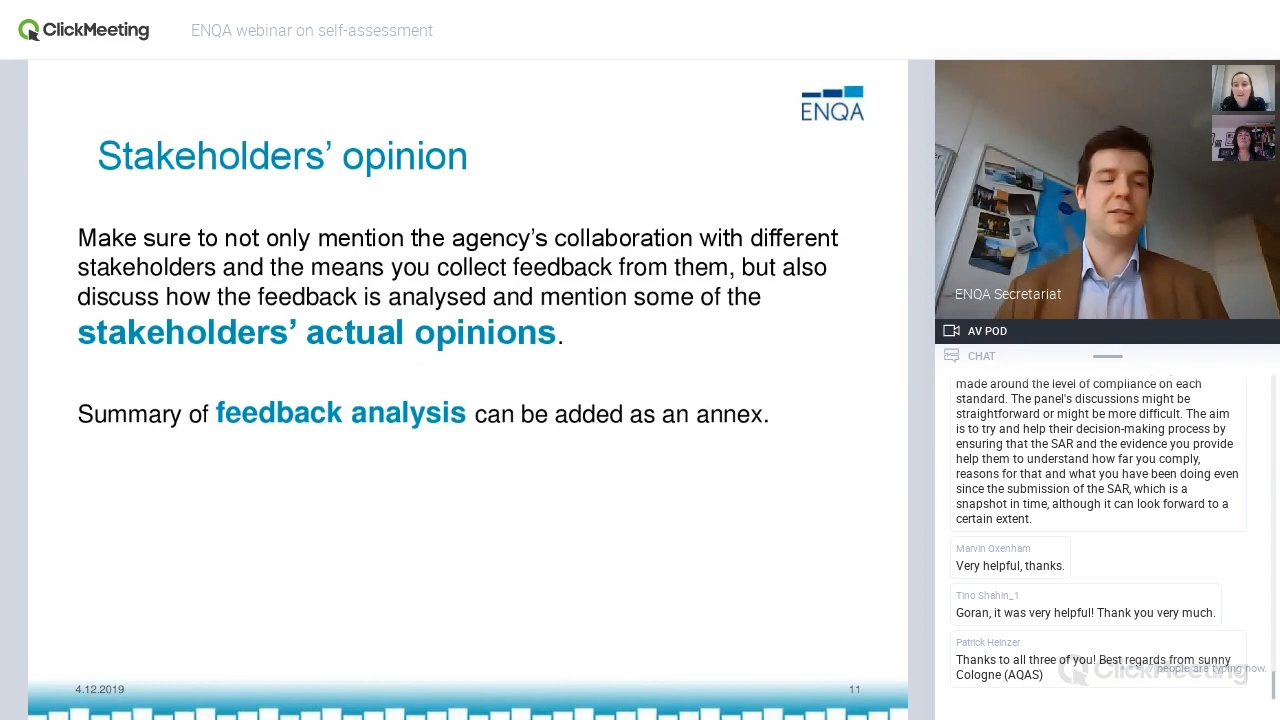 ClickMeeting
ENQA webinar on self-assessment
ENQA
Stakeholders’ opinion
Make sure to not only mention the agency’s collaboration with different
stakeholders and the means you collect feedback from them, but also
discuss how the feedback is analysed and mention some of the
stakeholders’ actual opinions.
Summary of feedback analysis can be added as an annex.
4.12.2019
11
ENQA Secretariat
AV POD
CHAT
made around the level of compliance on each
standard. The panel's discussions might be
straightforward or might be more difficult. The aim
is to try and help their decision-making process by
ensuring that the SAR and the evidence you provide
help them to understand how far you comply,
reasons for that and what you have been doing even
since the submission of the SAR, which is a
snapshot in time, although it can look forward to a
certain extent.
Marvin Oxenham
Very helpful, thanks.
Tino Shahin_1
Goran, it was very helpful! Thank you very much.
Patrick Heinzer
Thanks to all three of you! Best regards from sunny
Cologne (AQAS)
people are typing now.
ClickMeeting